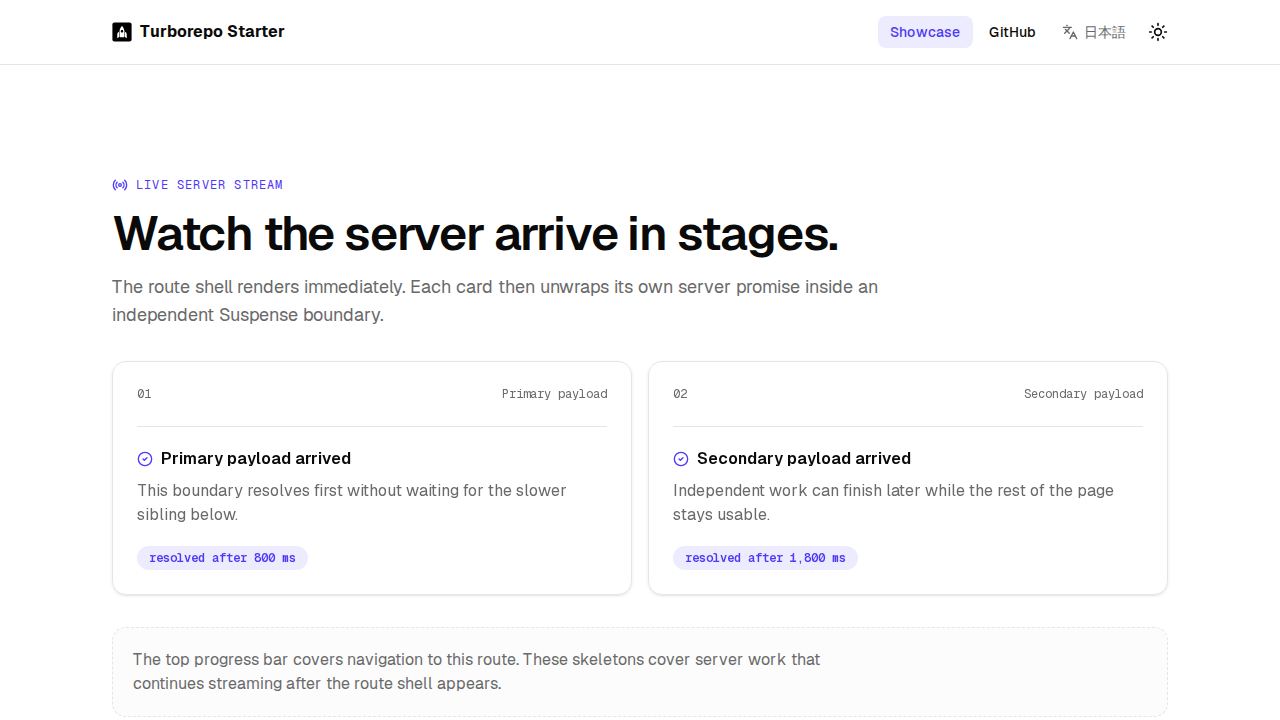 Turborepo Starter
Showcase
GitHub
日本語
LIVE SERVER STREAM
Watch the server arrive in stages.
The route shell renders immediately. Each card then unwraps its own server promise inside an
independent Suspense boundary.
01
Primary payload
Primary payload arrived
This boundary resolves first without waiting for the slower
sibling below.
resolved after 800 ms
02
Secondary payload
Secondary payload arrived
Independent work can finish later while the rest of the page
stays usable.
resolved after 1,800 ms
The top progress bar covers navigation to this route. These skeletons cover server work that
continues streaming after the route shell appears.